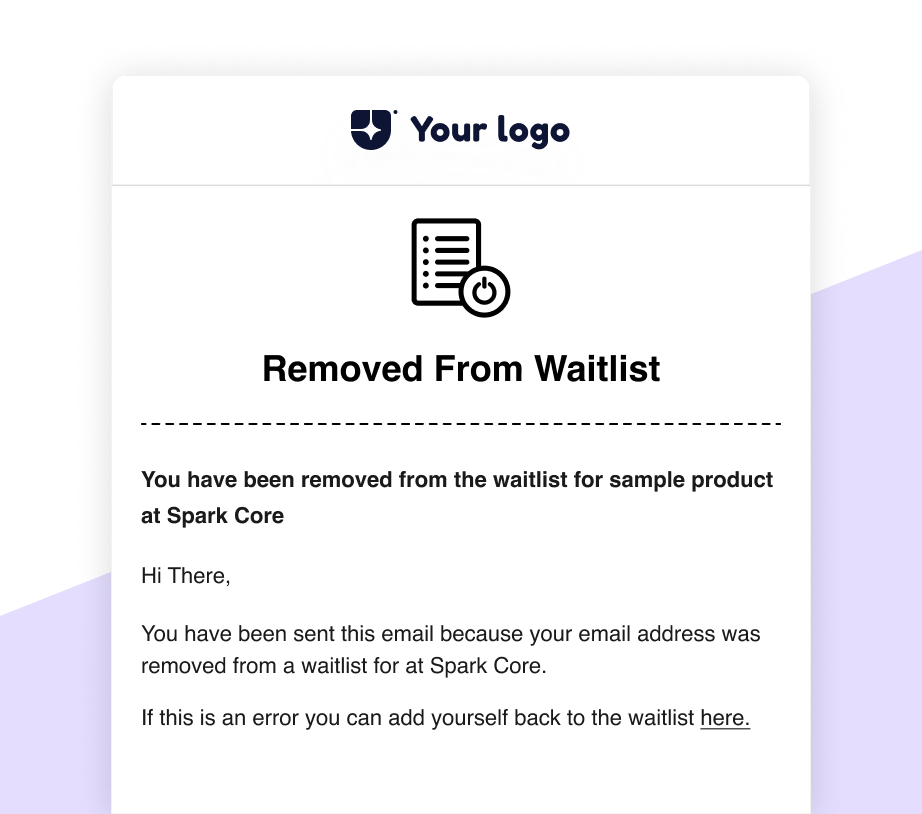 Your logo
Removed From Waitlist
You have been removed from the waitlist for sample product
at Spark Core
Hi There,
You have been sent this email because your email address was
removed from a waitlist for at Spark Core.
If this is an error you can add yourself back to the waitlist here.